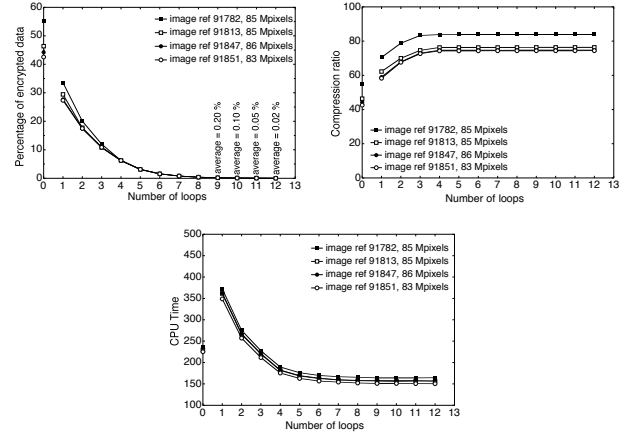 60
50
40
30
20
10
0
Percentage of encrypted data
image ref 91782, 85 Mpixels
image ref 91813, 85 Mpixels
image ref 91847, 86 Mpixels
image ref 91851, 83 Mpixels
average = 0.20 %
average = 0.10 %
average = 0.05 %
average = 0.02 %
0 1 2 3 4 5 6 7 8 9 10 11 12 13
Number of loops
100
80
60
40
20
0
Compression ratio
image ref 91782, 85 Mpixels
image ref 91813, 85 Mpixels
image ref 91847, 86 Mpixels
image ref 91851, 83 Mpixels
0 1 2 3 4 5 6 7 8 9 10 11 12 13
Number of loops
500
450
400
350
300
250
200
150
100
CPU Time
image ref 91782, 85 Mpixels
image ref 91813, 85 Mpixels
image ref 91847, 86 Mpixels
image ref 91851, 83 Mpixels
0 1 2 3 4 5 6 7 8 9 10 11 12 13
Number of loops